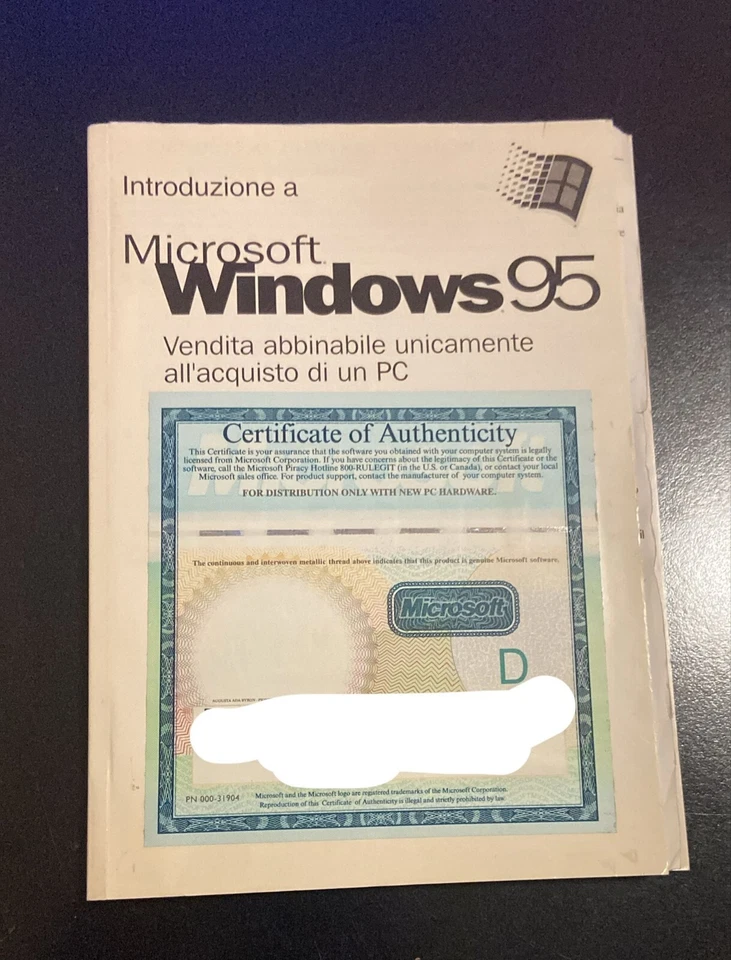 Introduzione a
Microsoft
Windows 95
Vendita abbinabile unicamente
all'acquisto di un PC
Certificate of Authenticity
This Certificate is your assurance that the software you obtained with your computer system is legally
licensed from Microsoft Corporation. If you have concerns about the legitimacy of this Certificate or the
software, call the Microsoft Piracy Hotline 800-RULEGIT (in the U.S. or Canada), or contact your local
Microsoft sales office. For product support, contact the manufacturer of your computer system.
FOR DISTRIBUTION ONLY WITH NEW PC HARDWARE.
The continuous and interwoven metallic thread above indicates that this product is genuine Microsoft software.
Microsoft
D
PN 000-31904
Microsoft and the Microsoft logo are registered trademarks of the Microsoft Corporation.
Reproduction of this Certificate of Authenticity is illegal and strictly prohibited by law.